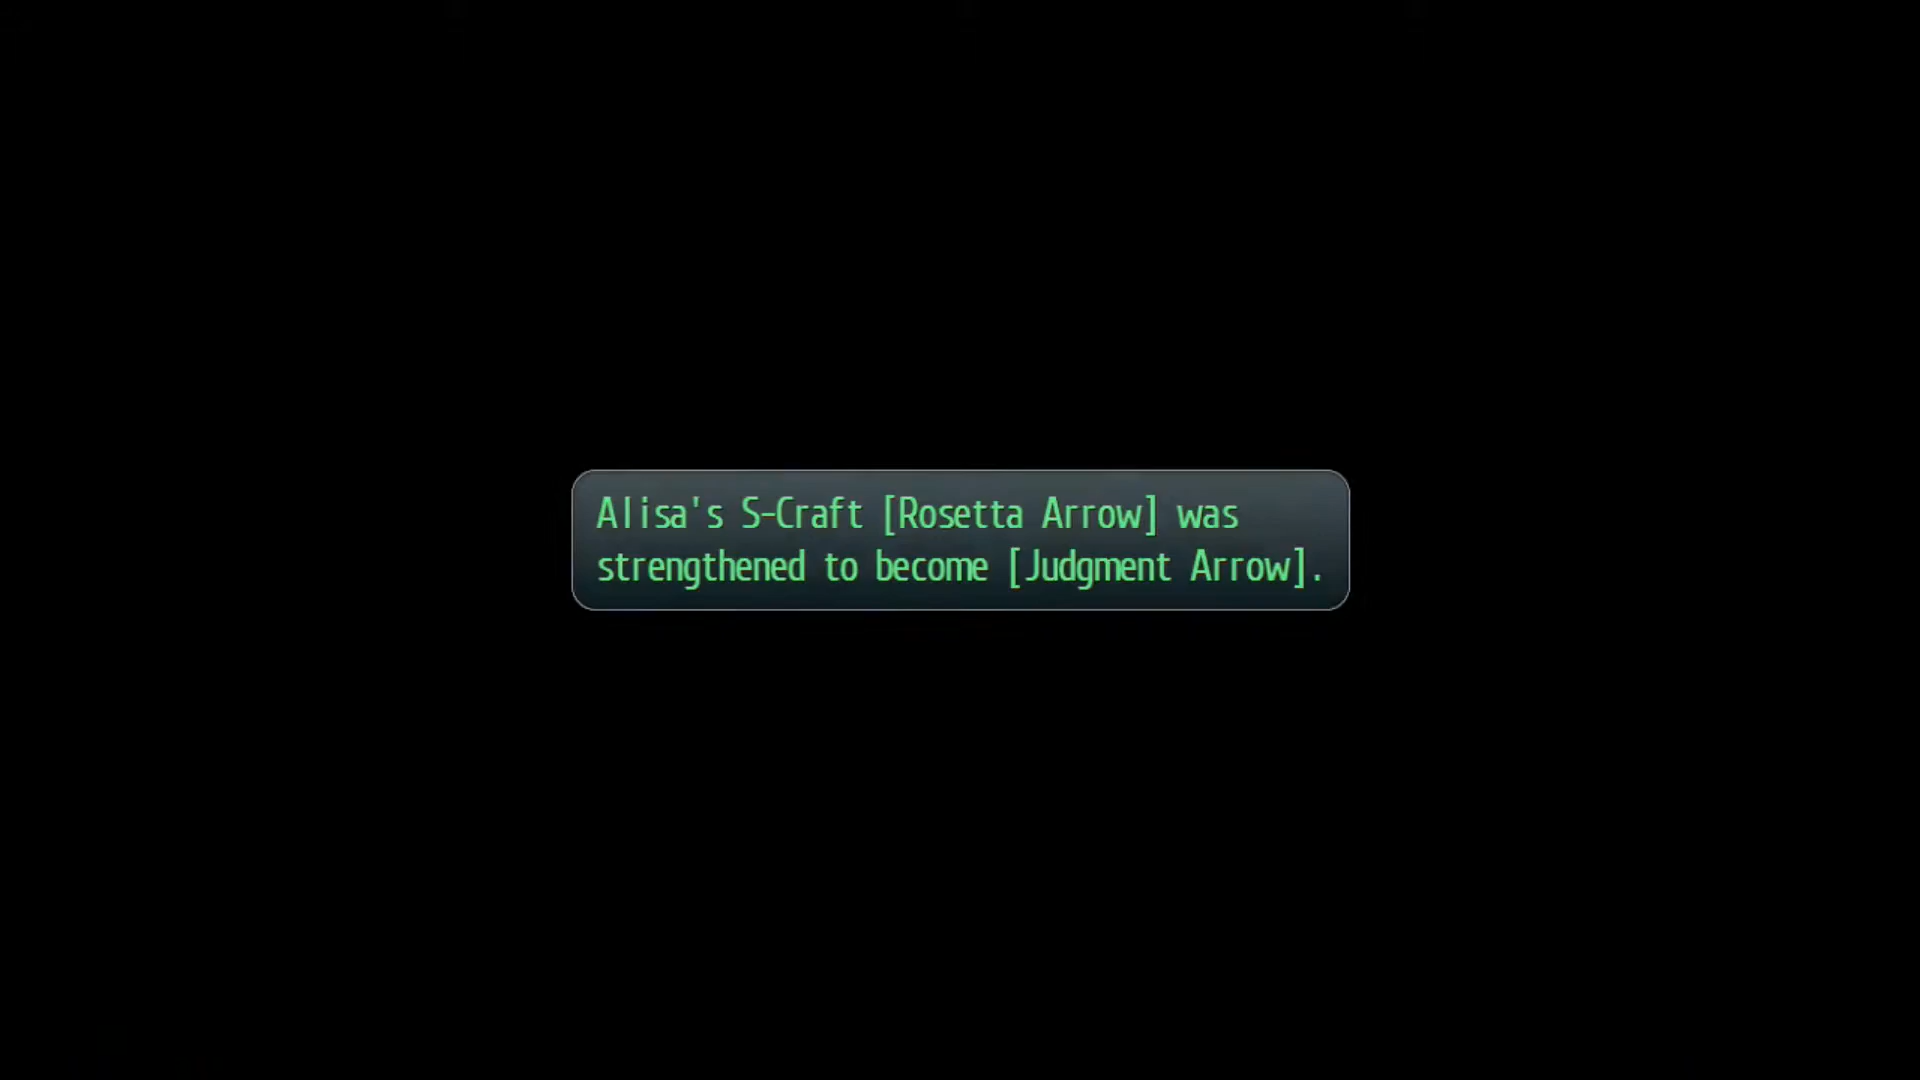 Alisa's S-Craft [Rosetta Arrow] was
strengthened to become [Judgment Arrow].